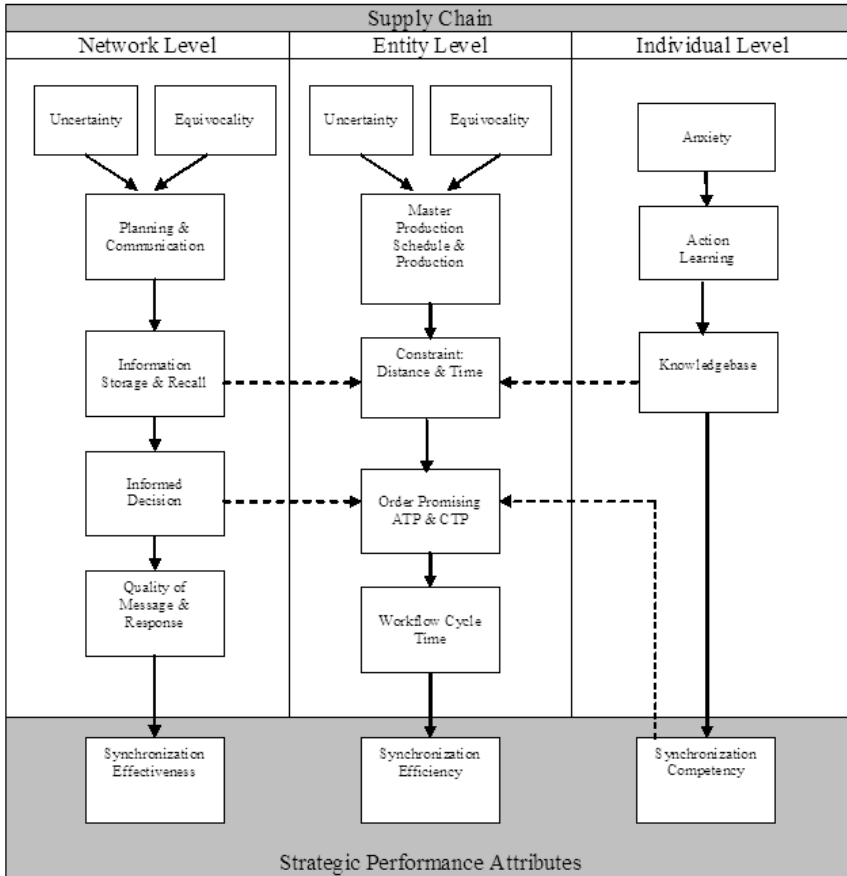 Supply Chain
Network Level
Entity Level
Individual Level
Uncertainty
Equivocality
Uncertainty
Equivocality
Anxiety
Planning &
Communication
Master
Production
Schedule &
Production
Action
Learning
Information
Storage & Recall
Constraint:
Distance & Time
Knowledgebase
Informed
Decision
Order Promising
ATP & CTP
Quality of
Message &
Response
Workflow Cycle
Time
Synchronization
Effectiveness
Synchronization
Efficiency
Synchronization
Competency
Strategic Performance Attributes